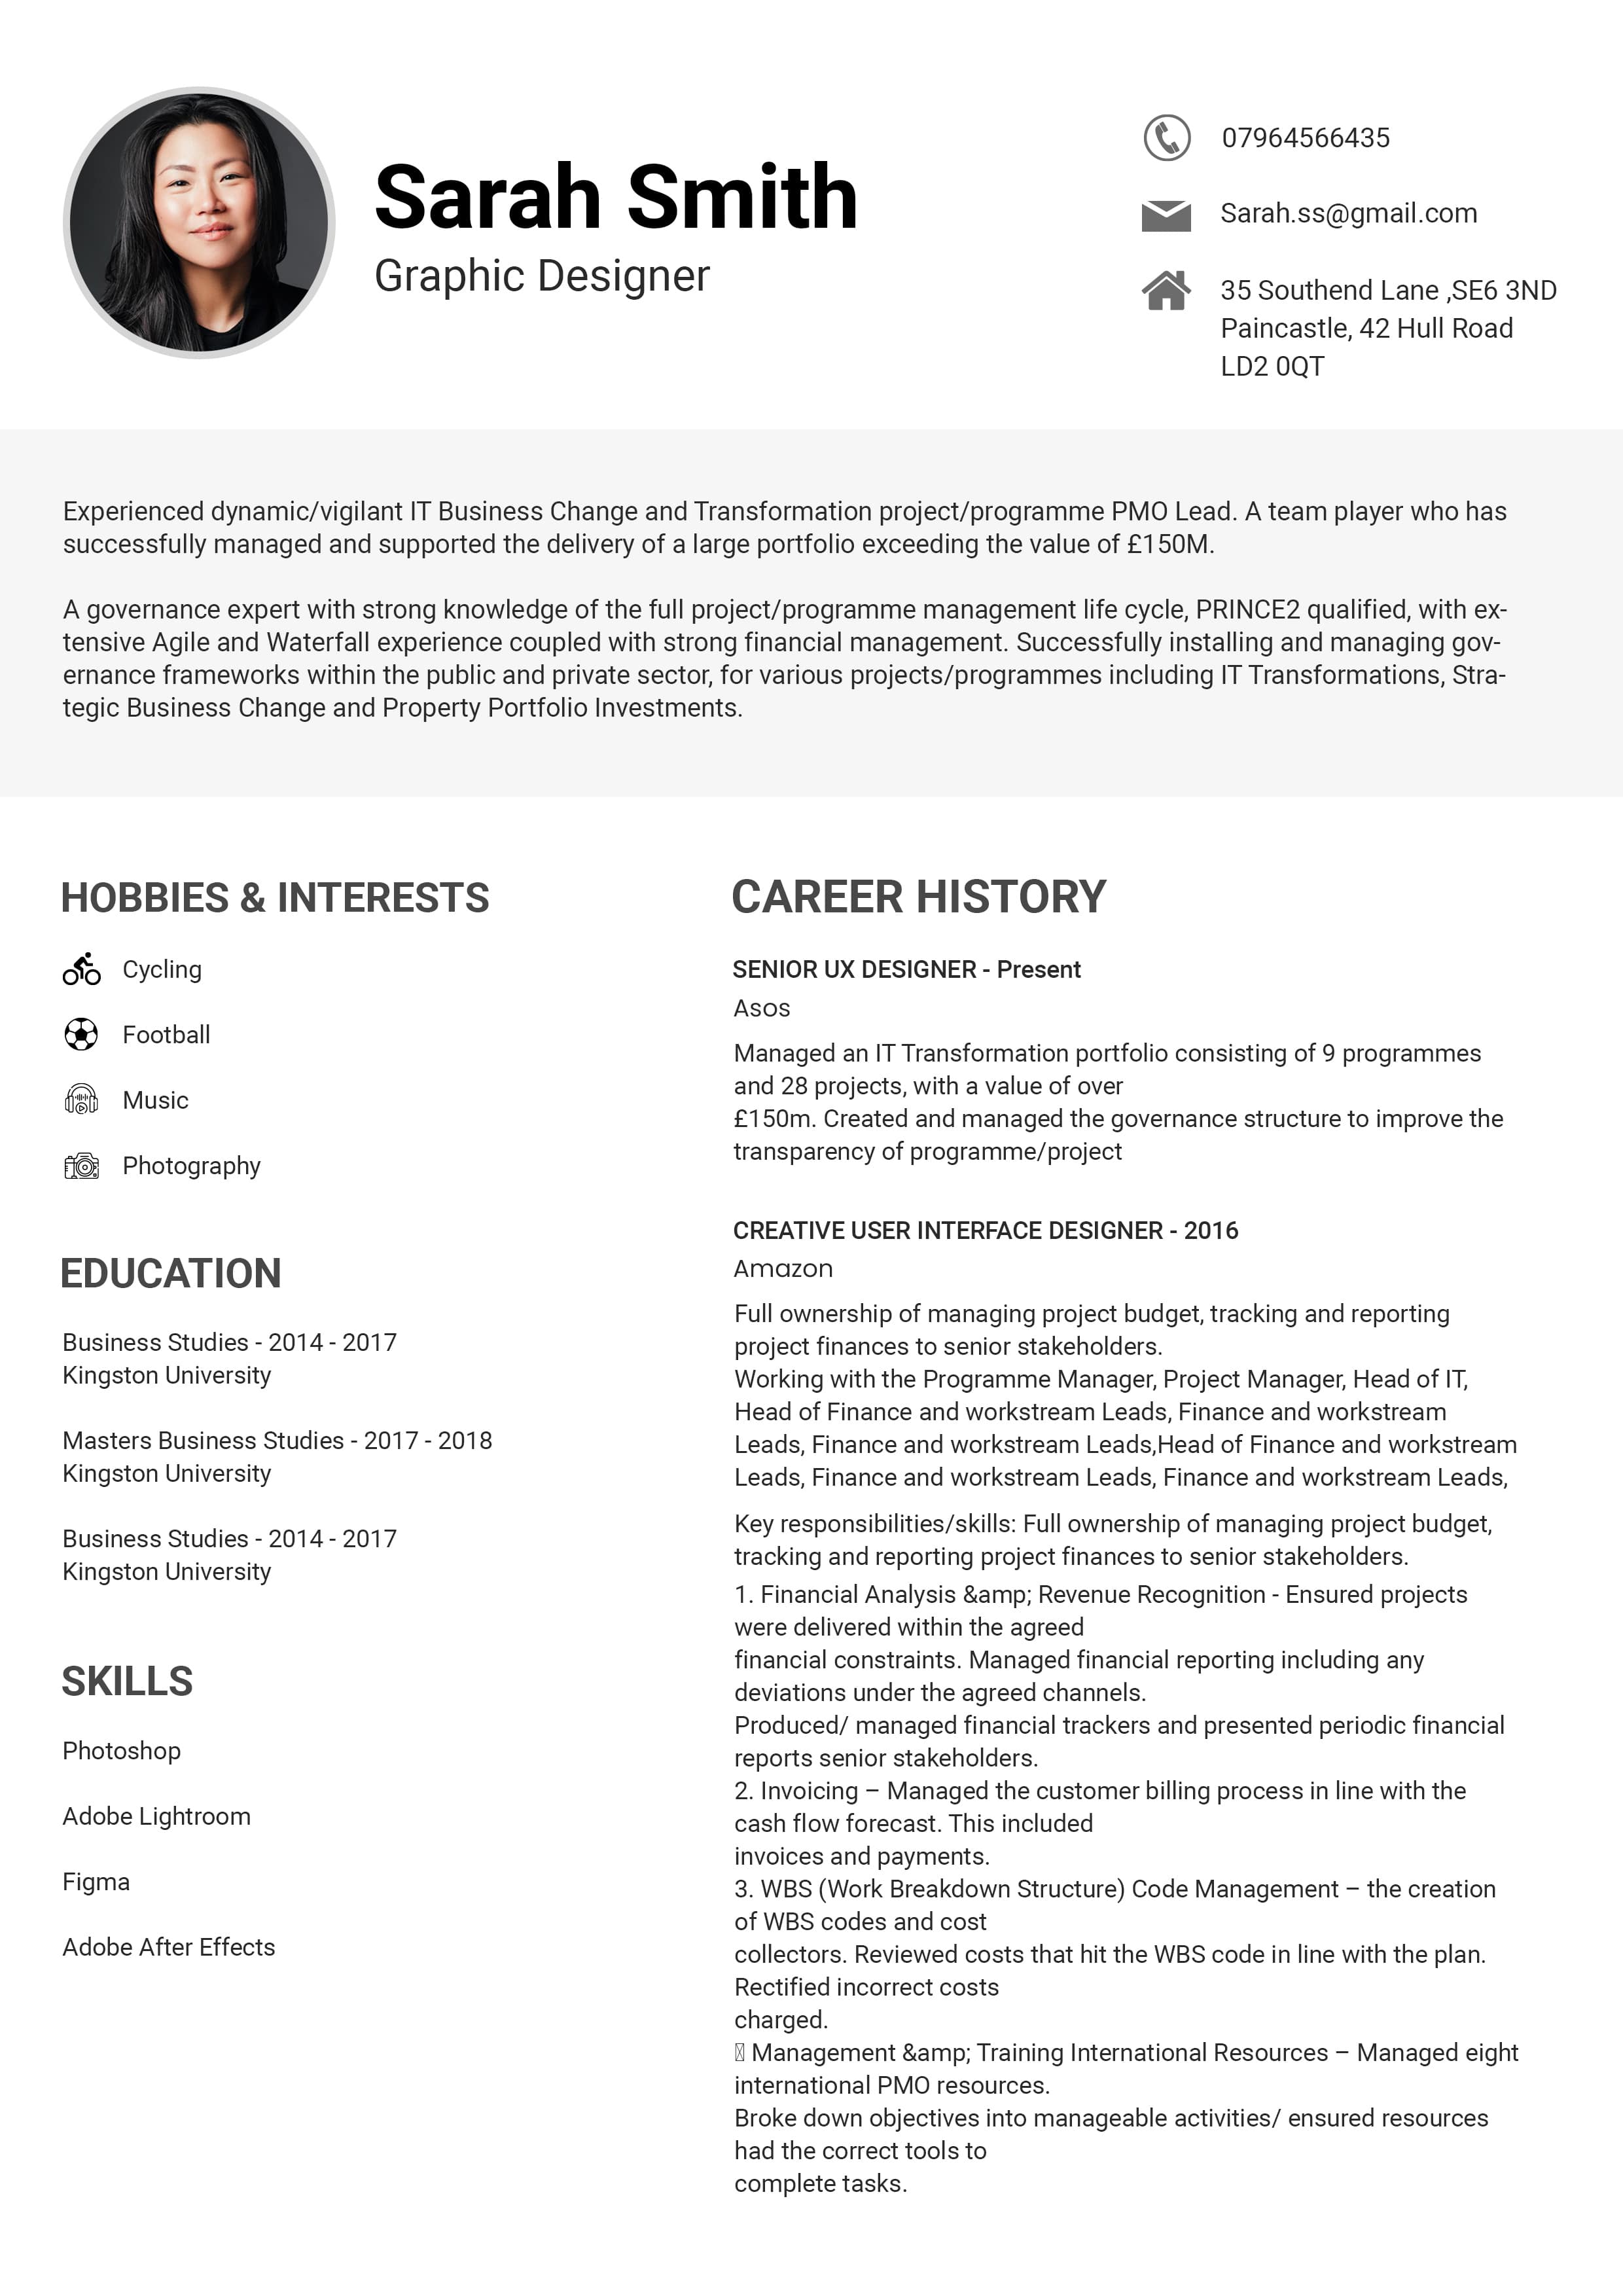 Sarah Smith
Graphic Designer
07964566435
Sarah.ss@gmail.com
35 Southend Lane ,SE6 3ND
Paincastle, 42 Hull Road
LD2 0QT
Experienced dynamic/vigilant IT Business Change and Transformation project/programme PMO Lead. A team player who has
successfully managed and supported the delivery of a large portfolio exceeding the value of £150M.
A governance expert with strong knowledge of the full project/programme management life cycle, PRINCE2 qualified, with ex-
tensive Agile and Waterfall experience coupled with strong financial management. Successfully installing and managing gov-
ernance frameworks within the public and private sector, for various projects/programmes including IT Transformations, Stra-
tegic Business Change and Property Portfolio Investments.
HOBBIES & INTERESTS
Cycling
Football
Music
Photography
EDUCATION
Business Studies - 2014 - 2017
Kingston University
Masters Business Studies - 2017 - 2018
Kingston University
Business Studies - 2014 - 2017
Kingston University
SKILLS
Photoshop
Adobe Lightroom
Figma
Adobe After Effects
CAREER HISTORY
SENIOR UX DESIGNER - Present
Asos
Managed an IT Transformation portfolio consisting of 9 programmes
and 28 projects, with a value of over
£150m. Created and managed the governance structure to improve the
transparency of programme/project
CREATIVE USER INTERFACE DESIGNER - 2016
Amazon
Full ownership of managing project budget, tracking and reporting
project finances to senior stakeholders.
Working with the Programme Manager, Project Manager, Head of IT,
Head of Finance and workstream Leads, Finance and workstream
Leads, Finance and workstream Leads,Head of Finance and workstream
Leads, Finance and workstream Leads, Finance and workstream Leads,
Key responsibilities/skills: Full ownership of managing project budget,
tracking and reporting project finances to senior stakeholders.
1. Financial Analysis &amp; Revenue Recognition - Ensured projects
were delivered within the agreed
financial constraints. Managed financial reporting including any
deviations under the agreed channels.
Produced/ managed financial trackers and presented periodic financial
reports senior stakeholders.
2. Invoicing – Managed the customer billing process in line with the
cash flow forecast. This included
invoices and payments.
3. WBS (Work Breakdown Structure) Code Management – the creation
of WBS codes and cost
collectors. Reviewed costs that hit the WBS code in line with the plan.
Rectified incorrect costs
charged.
Management &amp; Training International Resources – Managed eight
international PMO resources.
Broke down objectives into manageable activities/ ensured resources
had the correct tools to
complete tasks.